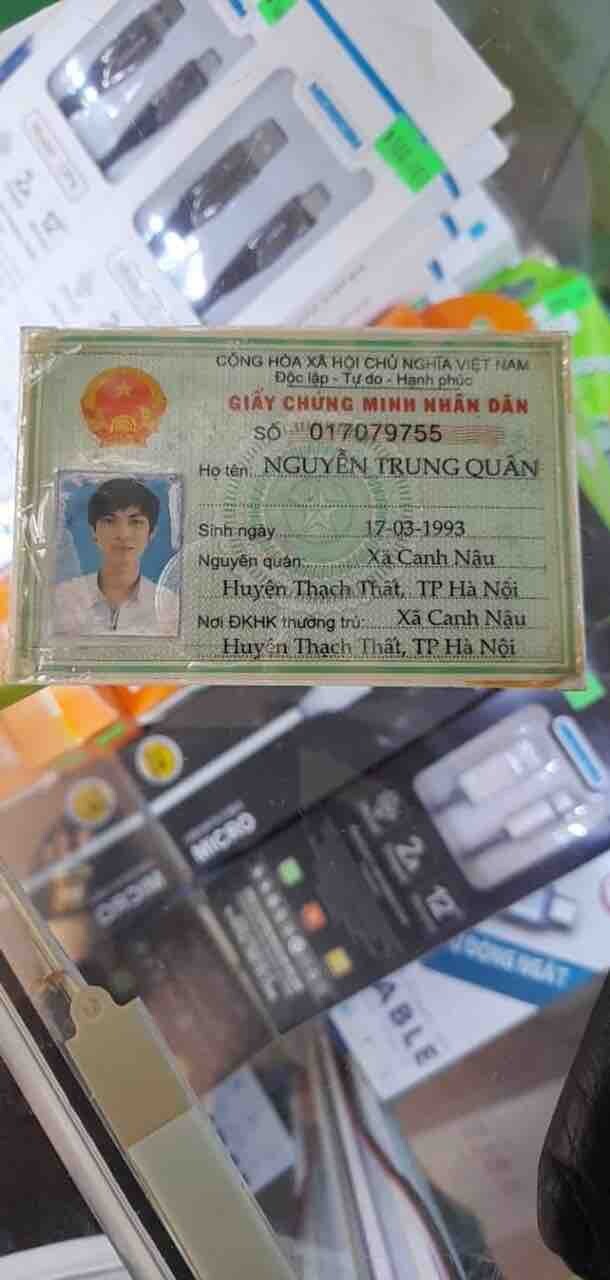 CỘNG HÒA XÃ HỘI CHỦ NGHĨA VIỆT NAM
Độc lập - Tự do - Hạnh phúc
GIẤY CHỨNG MINH NHÂN DÂN
SỐ 017079755
Họ tên: NGUYỄN TRUNG QUÂN
Sinh ngày 17-03-1993
Nguyên quán: Xã Canh Nậu
Huyện Thạch Thất, TP Hà Nội
Nơi ĐKHK thường trú: Xã Canh Nậu
Huyện Thạch Thất, TP Hà Nội
MICRO
MICRO
ABLE